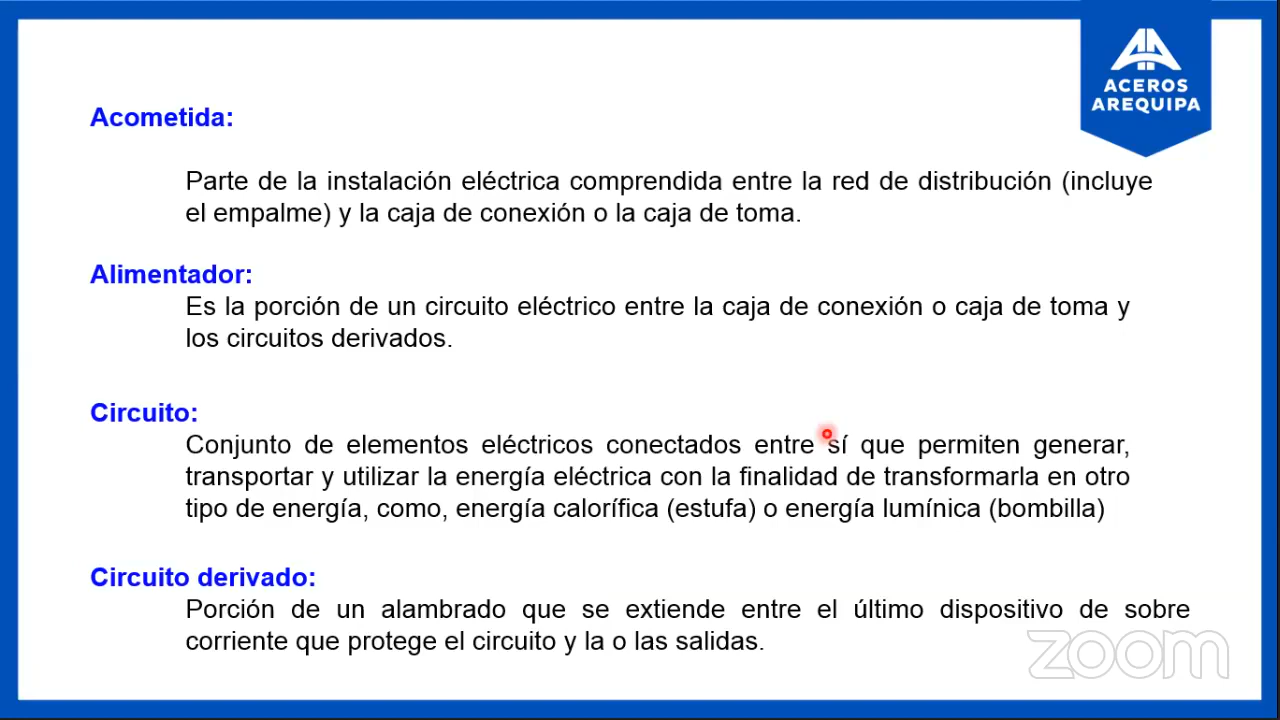 ACEROS
AREQUIPA
Acometida:
Parte de la instalación eléctrica comprendida entre la red de distribución (incluye
el empalme) y la caja de conexión o la caja de toma.
Alimentador:
Es la porción de un circuito eléctrico entre la caja de conexión o caja de toma y
los circuitos derivados.
Circuito:
Conjunto de elementos eléctricos conectados entre sí que permiten generar,
transportar y utilizar la energía eléctrica con la finalidad de transformarla en otro
tipo de energía, como, energía calorífica (estufa) o energía lumínica (bombilla)
Circuito derivado:
Porción de un alambrado que se extiende entre el último dispositivo de sobre
corriente que protege el circuito y la o las salidas.
zoom